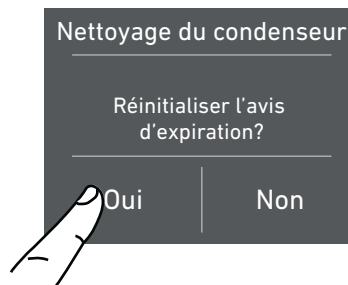 Nettoyage du condenseur
Réinitialiser l'avis
d'expiration?
Oui
Non